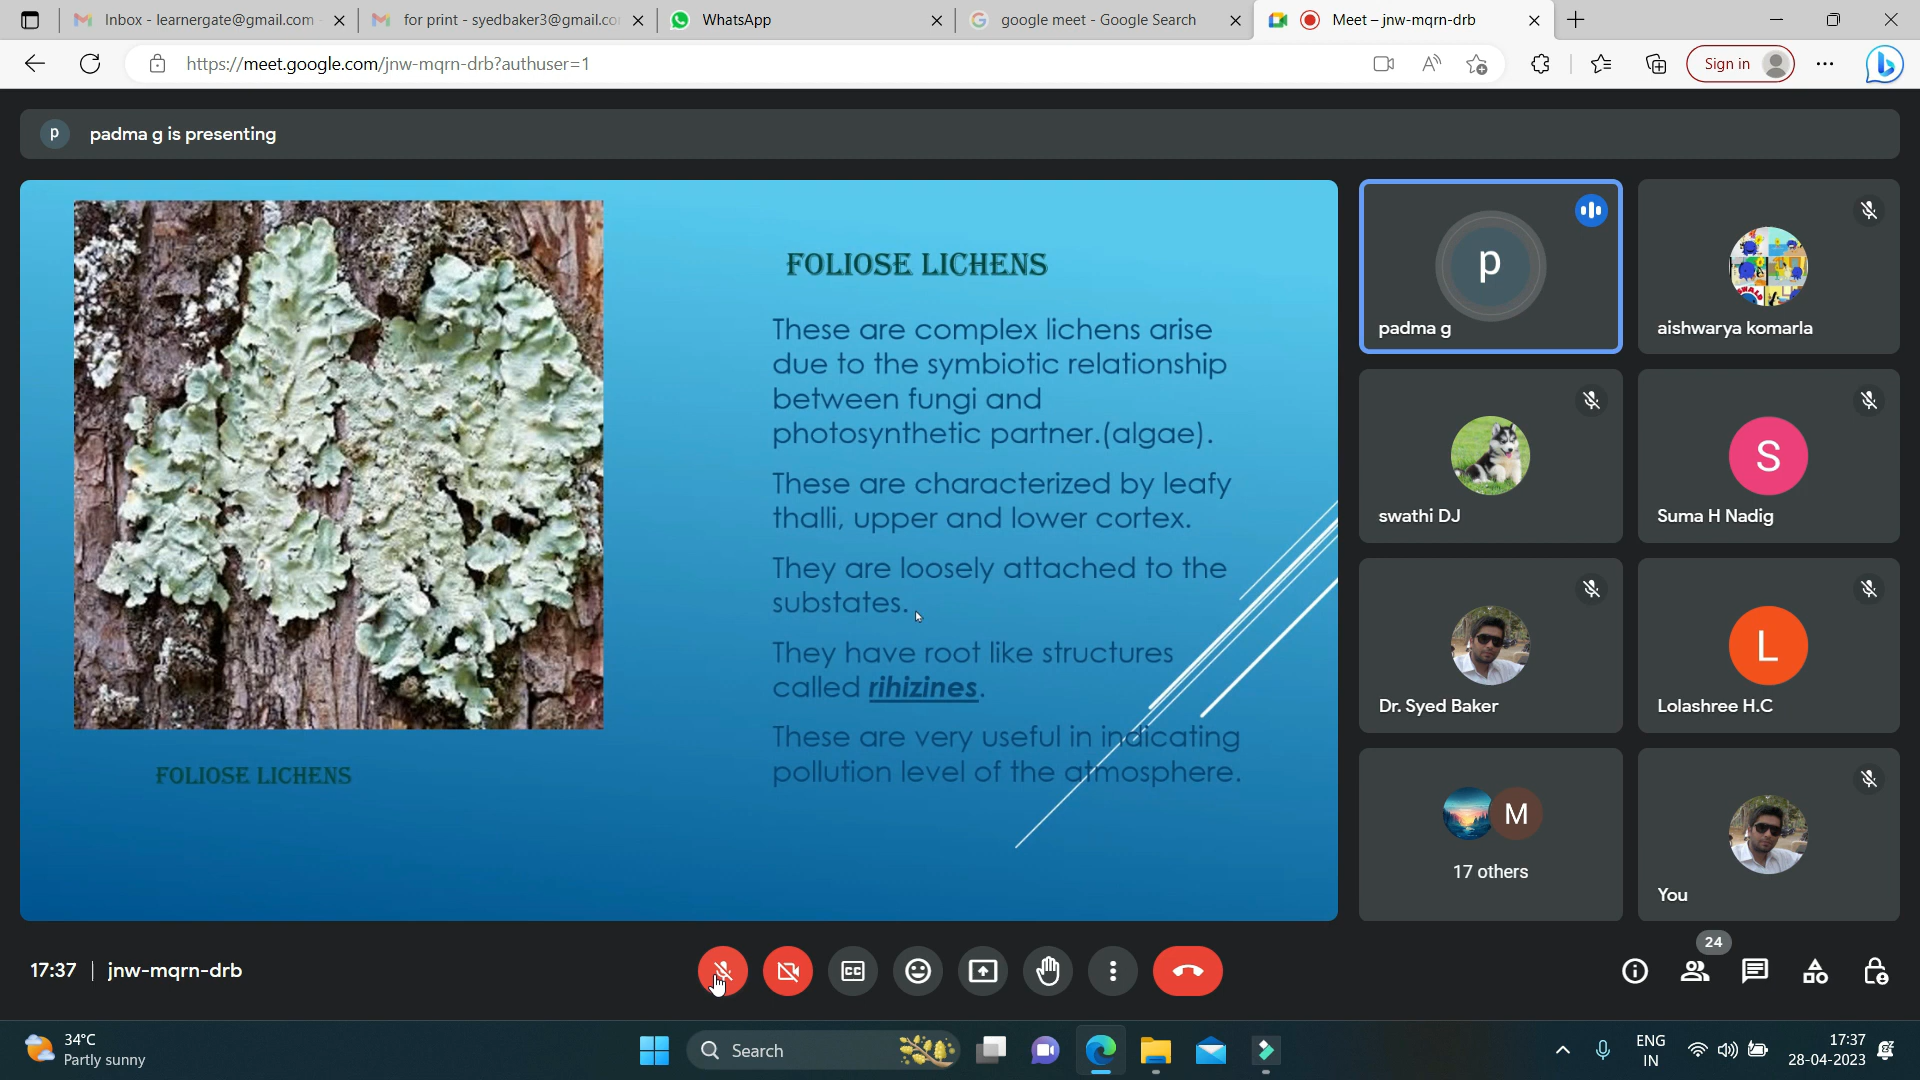 Inbox - learnergate@gmail.com
for print - syedbaker3@gmail.co
WhatsApp
google meet - Google Search
Meet – jnw-mqrn-drb
https://meet.google.com/jnw-mqrn-drb?authuser=1
Sign in
p
padma g is presenting
FOLIOSE LICHENS
These are complex lichens arise
due to the symbiotic relationship
between fungi and
photosynthetic partner.(algae).
These are characterized by leafy
thalli, upper and lower cortex.
They are loosely attached to the
substates.
They have root like structures
called rihizines.
These are very useful in indicating
pollution level of the atmosphere.
FOLIOSE LICHENS
p
padma g
aishwarya komarla
swathi DJ
S
Suma H Nadig
Dr. Syed Baker
L
Lolashree H.C
M
17 others
You
17:37 | jnw-mqrn-drb
CC
24
34°C
Partly sunny
Search
ENG
IN
17:37
28-04-2023